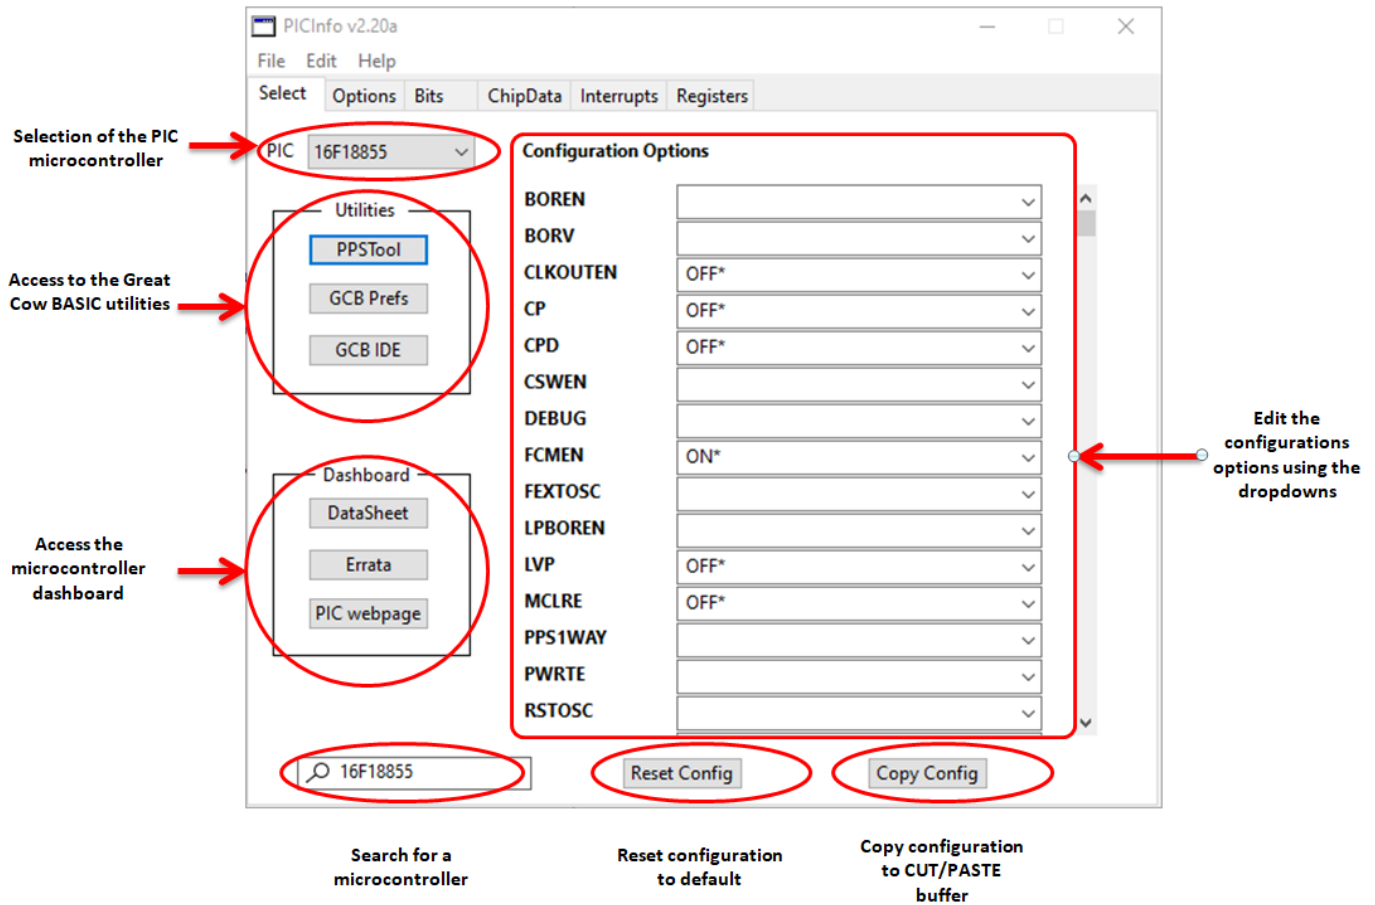 PICInfo v2.20a
File Edit Help
Select Options Bits ChipData Interrupts Registers
Selection of the PIC
microcontroller
PIC 16F18855
Utilities
PPSTool
GCB Prefs
GCB IDE
Access to the Great
Cow BASIC utilities
Dashboard
DataSheet
Errata
PIC webpage
Access the
microcontroller
dashboard
Configuration Options
BOREN
BORV
CLKOUTEN OFF*
CP OFF*
CPD OFF*
CSWEN
DEBUG
FCMEN ON*
FEXTOSC
LPBOREN
LVP OFF*
MCLRE OFF*
PPS1WAY
PWRTE
RSTOSC
Edit the
configurations
options using the
dropdowns
16F18855
Reset Config
Copy Config
Search for a
microcontroller
Reset configuration
to default
Copy configuration
to CUT/PASTE
buffer